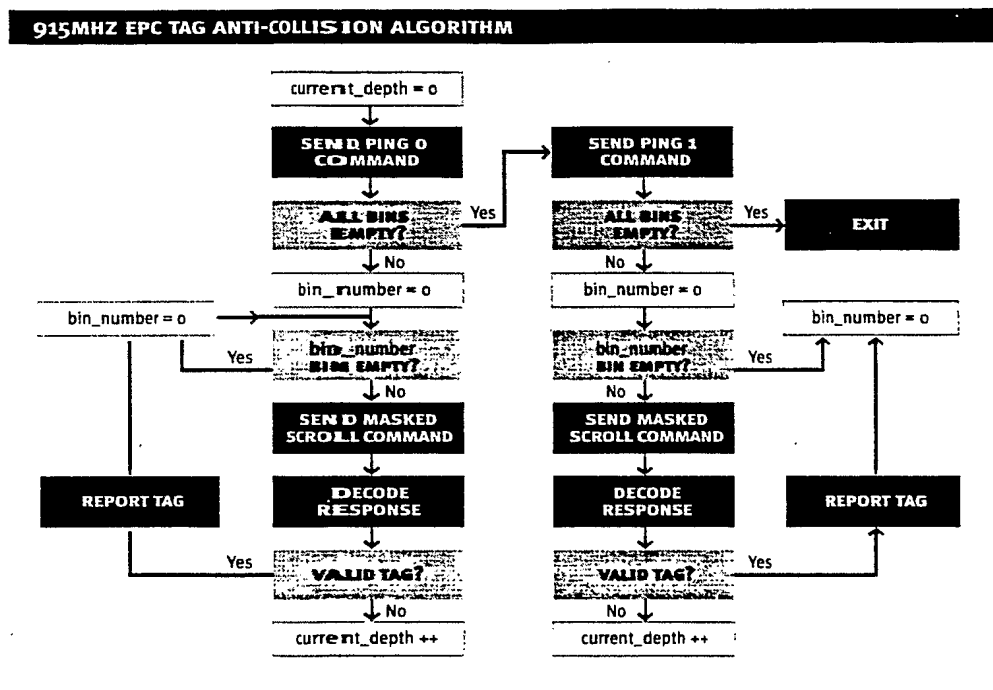 915MHZ EPC TAG ANTI-COLLISION ALGORITHM
current_depth = 0
SEND PING 0
COMMAND
SEND PING 1
COMMAND
ALL BINS
EMPTY?
Yes
ALL BINS
EMPTY?
Yes
EXIT
No
No
bin_number = 0
bin_number = 0
bin_number = 0
bin_number = 0
bin_number
BIN EMPTY?
Yes
bin_number
BIN EMPTY?
Yes
No
No
SEND MASKED
SCROLL COMMAND
SEND MASKED
SCROLL COMMAND
REPORT TAG
DECODE
RESPONSE
DECODE
RESPONSE
REPORT TAG
Yes
VALID TAG?
VALID TAG?
Yes
No
No
current_depth ++
current_depth ++